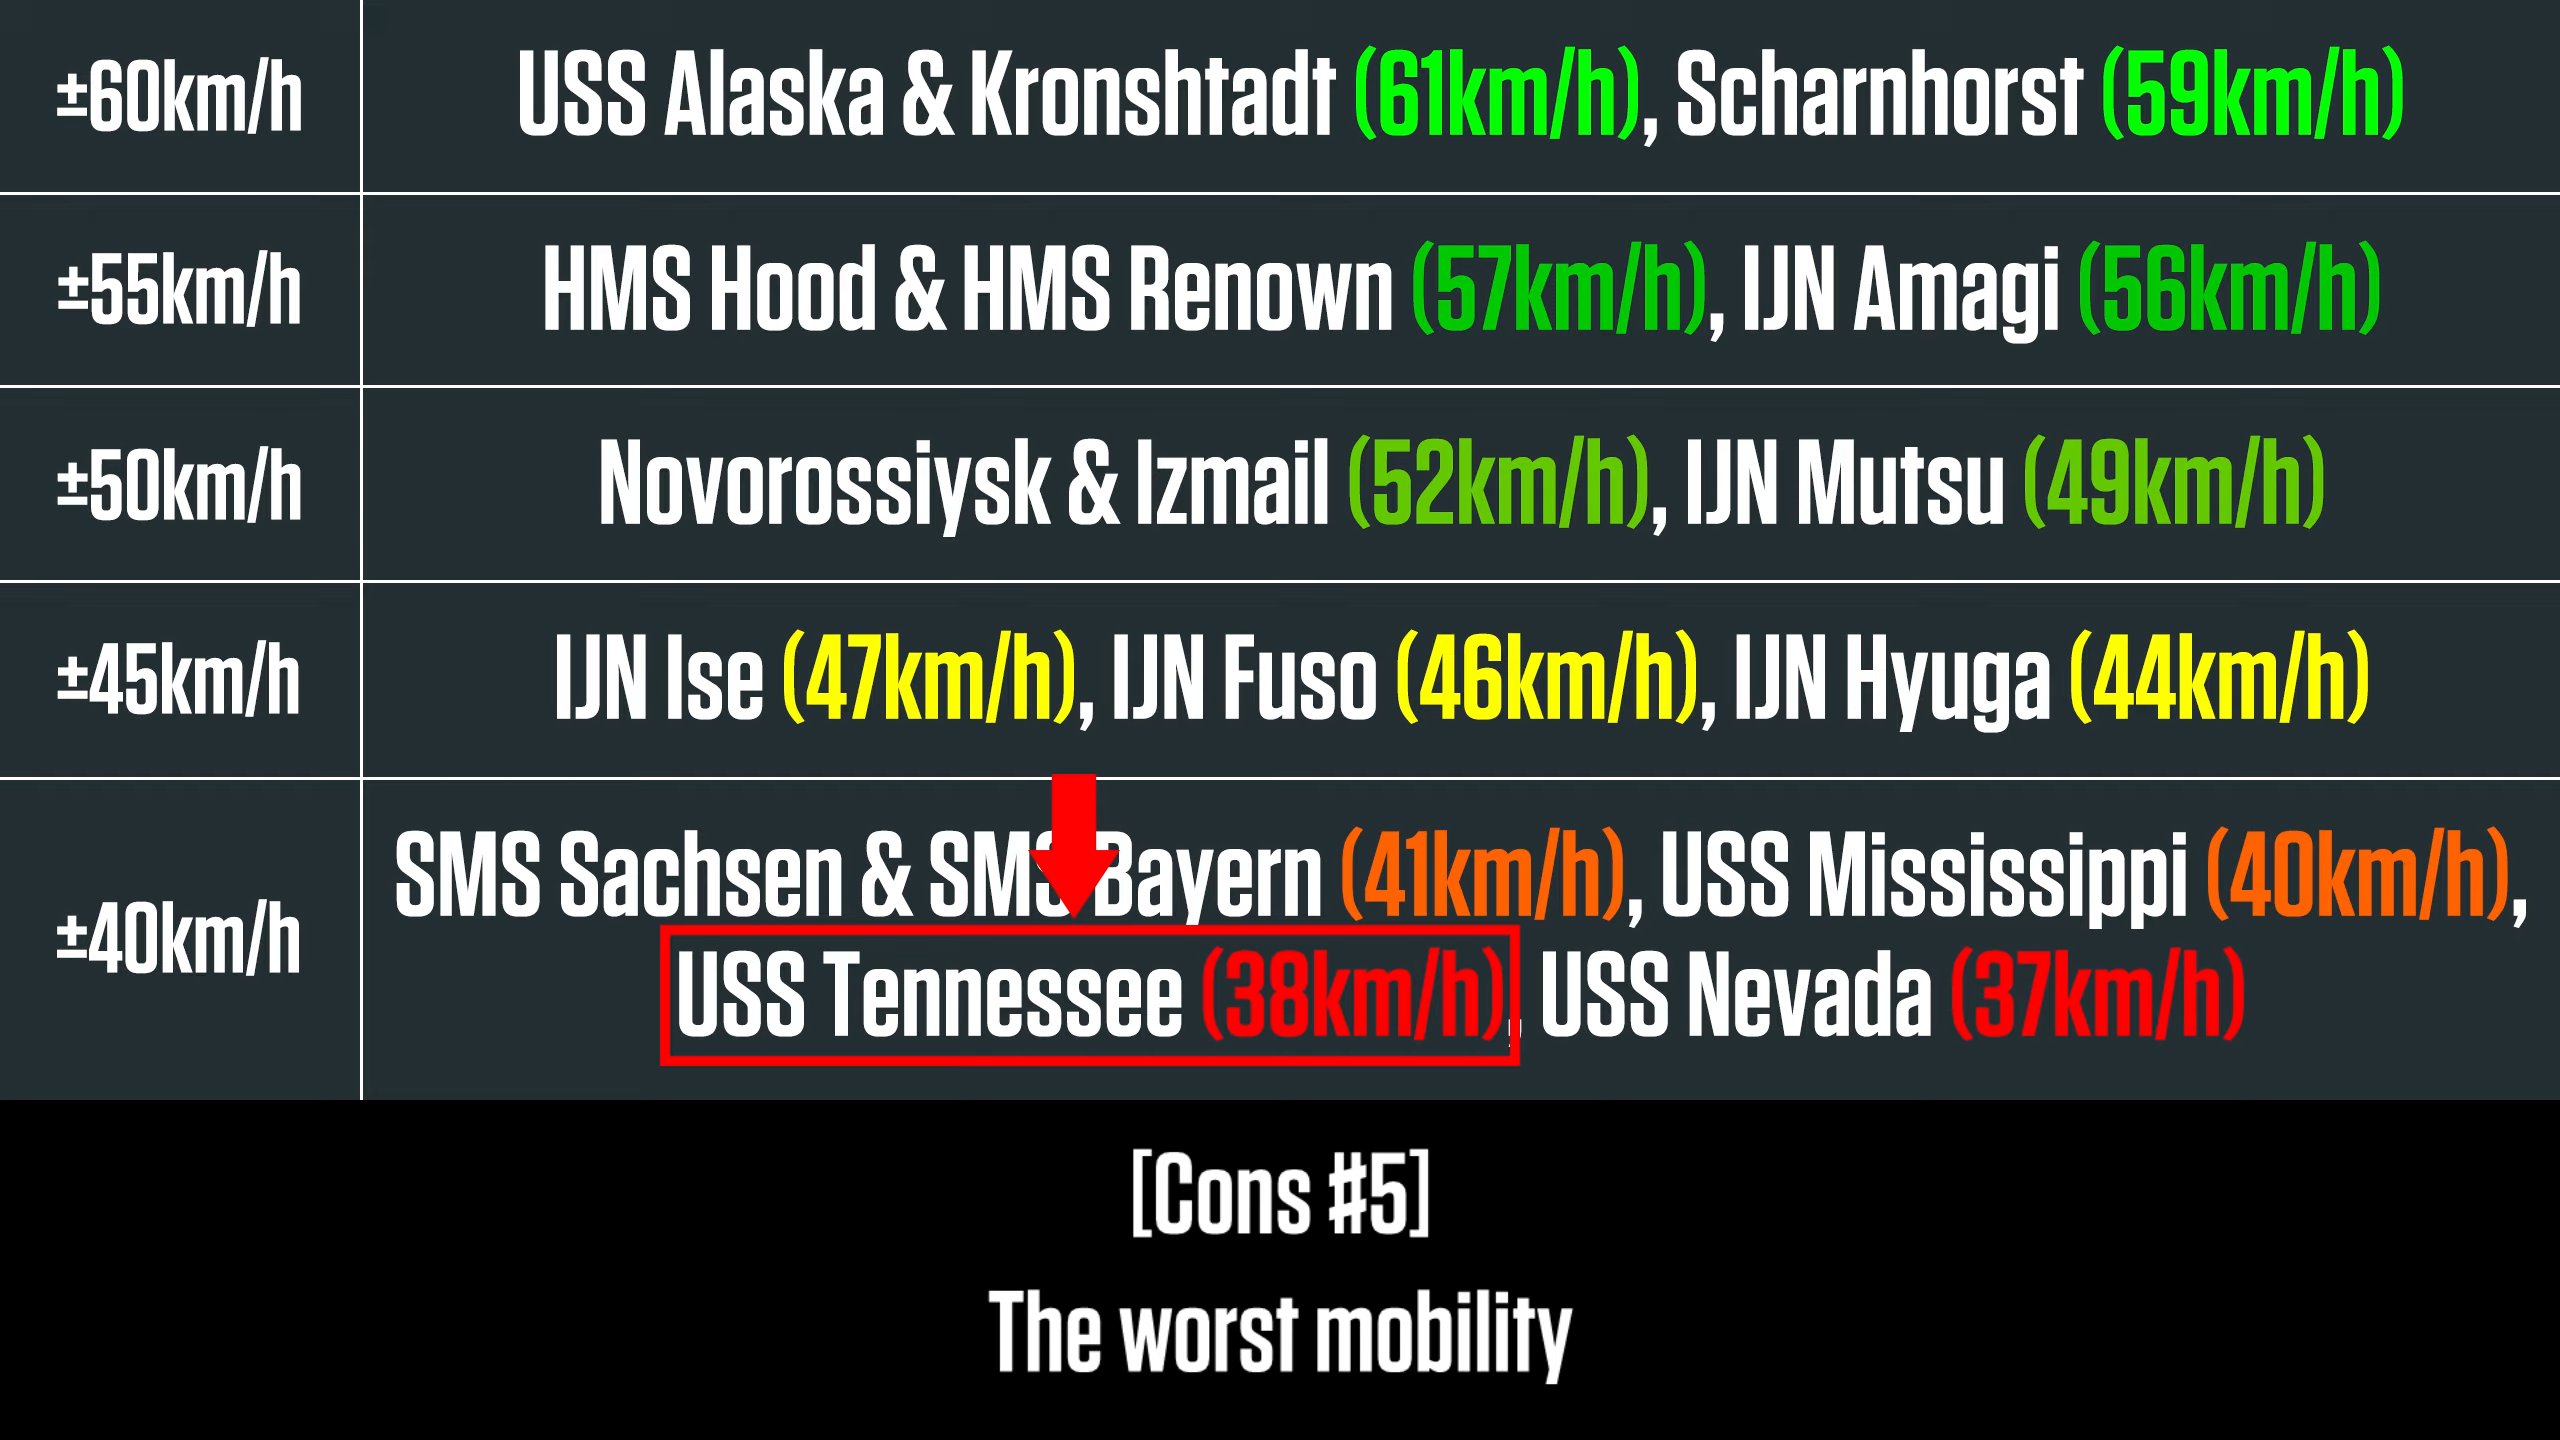 ±60km/h
USS Alaska & Kronshtadt (61km/h), Scharnhorst (59km/h)
±55km/h
HMS Hood & HMS Renown (57km/h), IJN Amagi (56km/h)
±50km/h
Novorossiysk & Izmail (52km/h), IJN Mutsu (49km/h)
±45km/h
IJN Ise (47km/h), IJN Fuso (46km/h), IJN Hyuga (44km/h)
±40km/h
SMS Sachsen & SMS Bayern (41km/h), USS Mississippi (40km/h),
USS Tennessee (38km/h), USS Nevada (37km/h)
[Cons #5]
The worst mobility